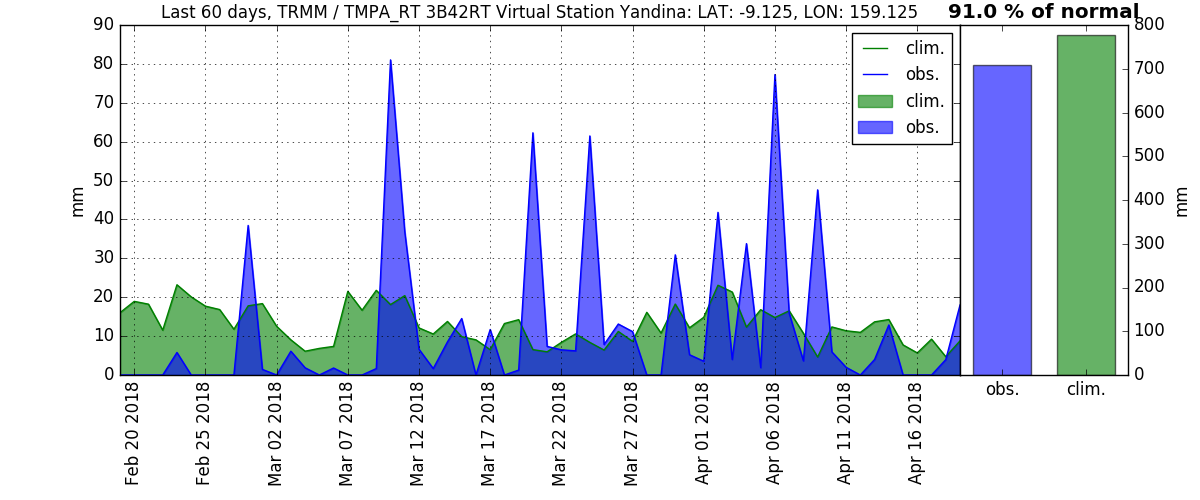 Last 60 days, TRMM / TMPA_RT 3B42RT Virtual Station Yandina: LAT: -9.125, LON: 159.125
91.0 % of normal
90
80
70
60
50
40
30
20
10
0
mm
clim.
obs.
clim.
obs.
Feb 20 2018
Feb 25 2018
Mar 02 2018
Mar 07 2018
Mar 12 2018
Mar 17 2018
Mar 22 2018
Mar 27 2018
Apr 01 2018
Apr 06 2018
Apr 11 2018
Apr 16 2018
800
700
600
500
400
300
200
100
0
mm
obs.
clim.